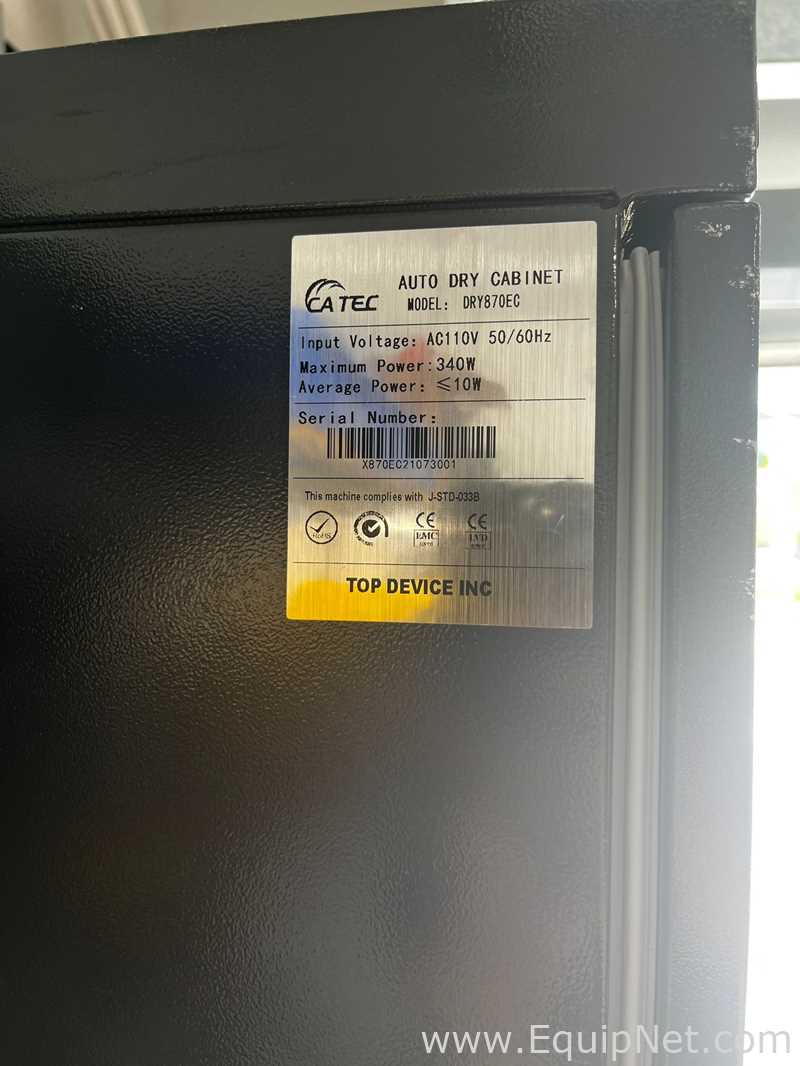 CATEC
AUTO DRY CABINET
MODEL: DRY870EC
Input Voltage: AC110V 50/60Hz
Maximum Power:340W
Average Power: ≤10W
Serial Number:
X870EC21073001
This machine complies with J-STD-033B
RoHS
CE
EMC
CE
LVD
TOP DEVICE INC
www.EquipNet.com